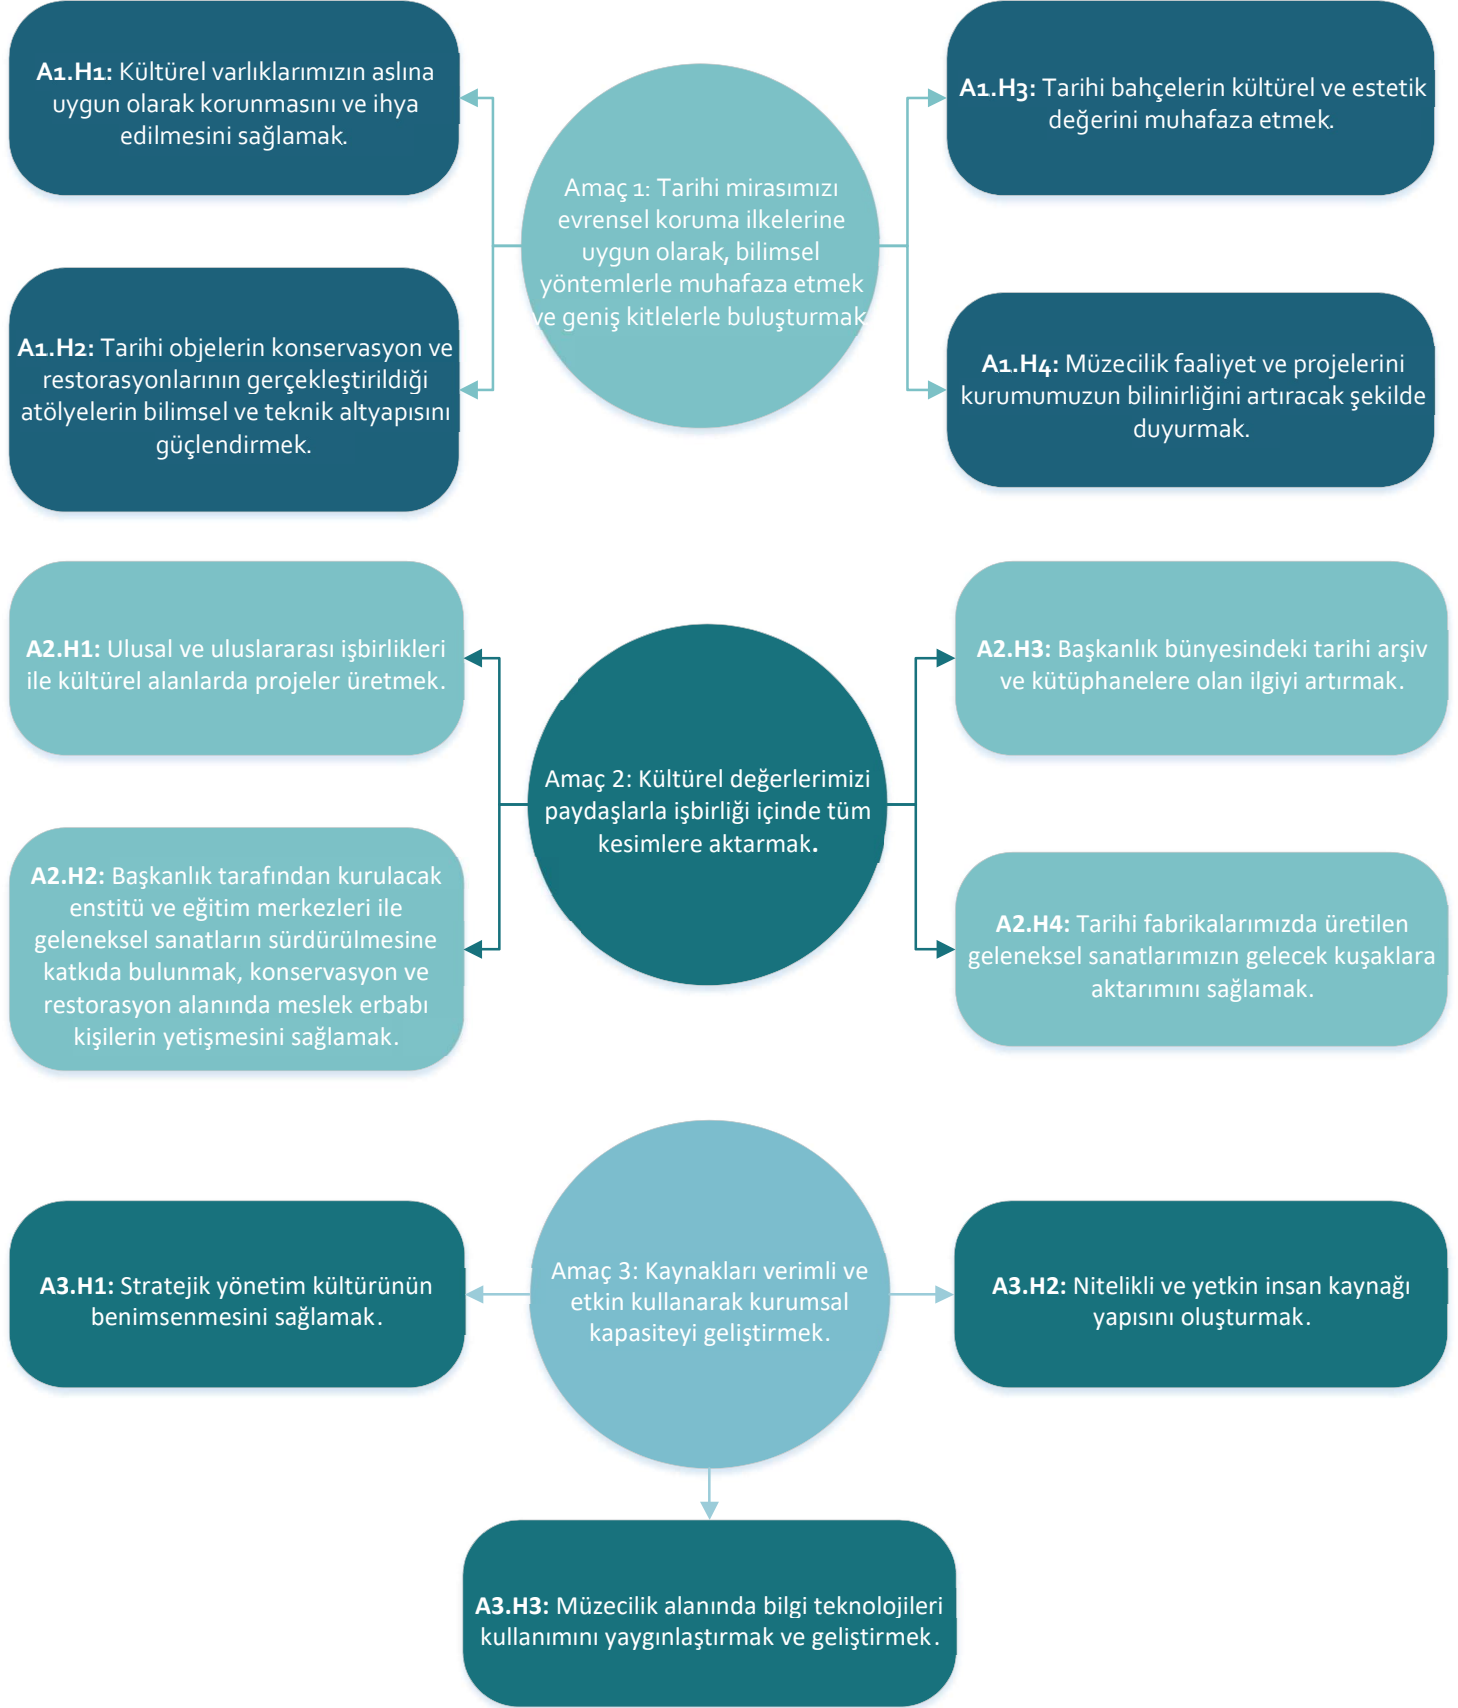 A1.H1: Kültürel varlıklarımızın aslına
uygun olarak korunmasını ve ihya
edilmesini sağlamak.
A1.H2: Tarihi objelerin konservasyon ve
restorasyonlarının gerçekleştirildiği
atölyelerin bilimsel ve teknik altyapısını
güçlendirmek.
Amaç 1: Tarihi mirasımızı
evrensel koruma ilkelerine
uygun olarak, bilimsel
yöntemlerle muhafaza etmek
ve geniş kitlelerle buluşturmak
A1.H3: Tarihi bahçelerin kültürel ve estetik
değerini muhafaza etmek.
A1.H4: Müzecilik faaliyet ve projelerini
kurumumuzun bilinirliğini artıracak şekilde
duyurmak.
A2.H1: Ulusal ve uluslararası işbirlikleri
ile kültürel alanlarda projeler üretmek.
A2.H2: Başkanlık tarafından kurulacak
enstitü ve eğitim merkezleri ile
geleneksel sanatların sürdürülmesine
katkıda bulunmak, konservasyon ve
restorasyon alanında meslek erbabı
kişilerin yetişmesini sağlamak.
Amaç 2: Kültürel değerlerimizi
paydaşlarla işbirliği içinde tüm
kesimlere aktarmak.
A2.H3: Başkanlık bünyesindeki tarihi arşiv
ve kütüphanelere olan ilgiyi artırmak.
A2.H4: Tarihi fabrikalarımızda üretilen
geleneksel sanatlarımızın gelecek kuşaklara
aktarımını sağlamak.
A3.H1: Stratejik yönetim kültürünün
benimsenmesini sağlamak.
Amaç 3: Kaynakları verimli ve
etkin kullanarak kurumsal
kapasiteyi geliştirmek.
A3.H2: Nitelikli ve yetkin insan kaynağı
yapısını oluşturmak.
A3.H3: Müzecilik alanında bilgi teknolojileri
kullanımını yaygınlaştırmak ve geliştirmek.